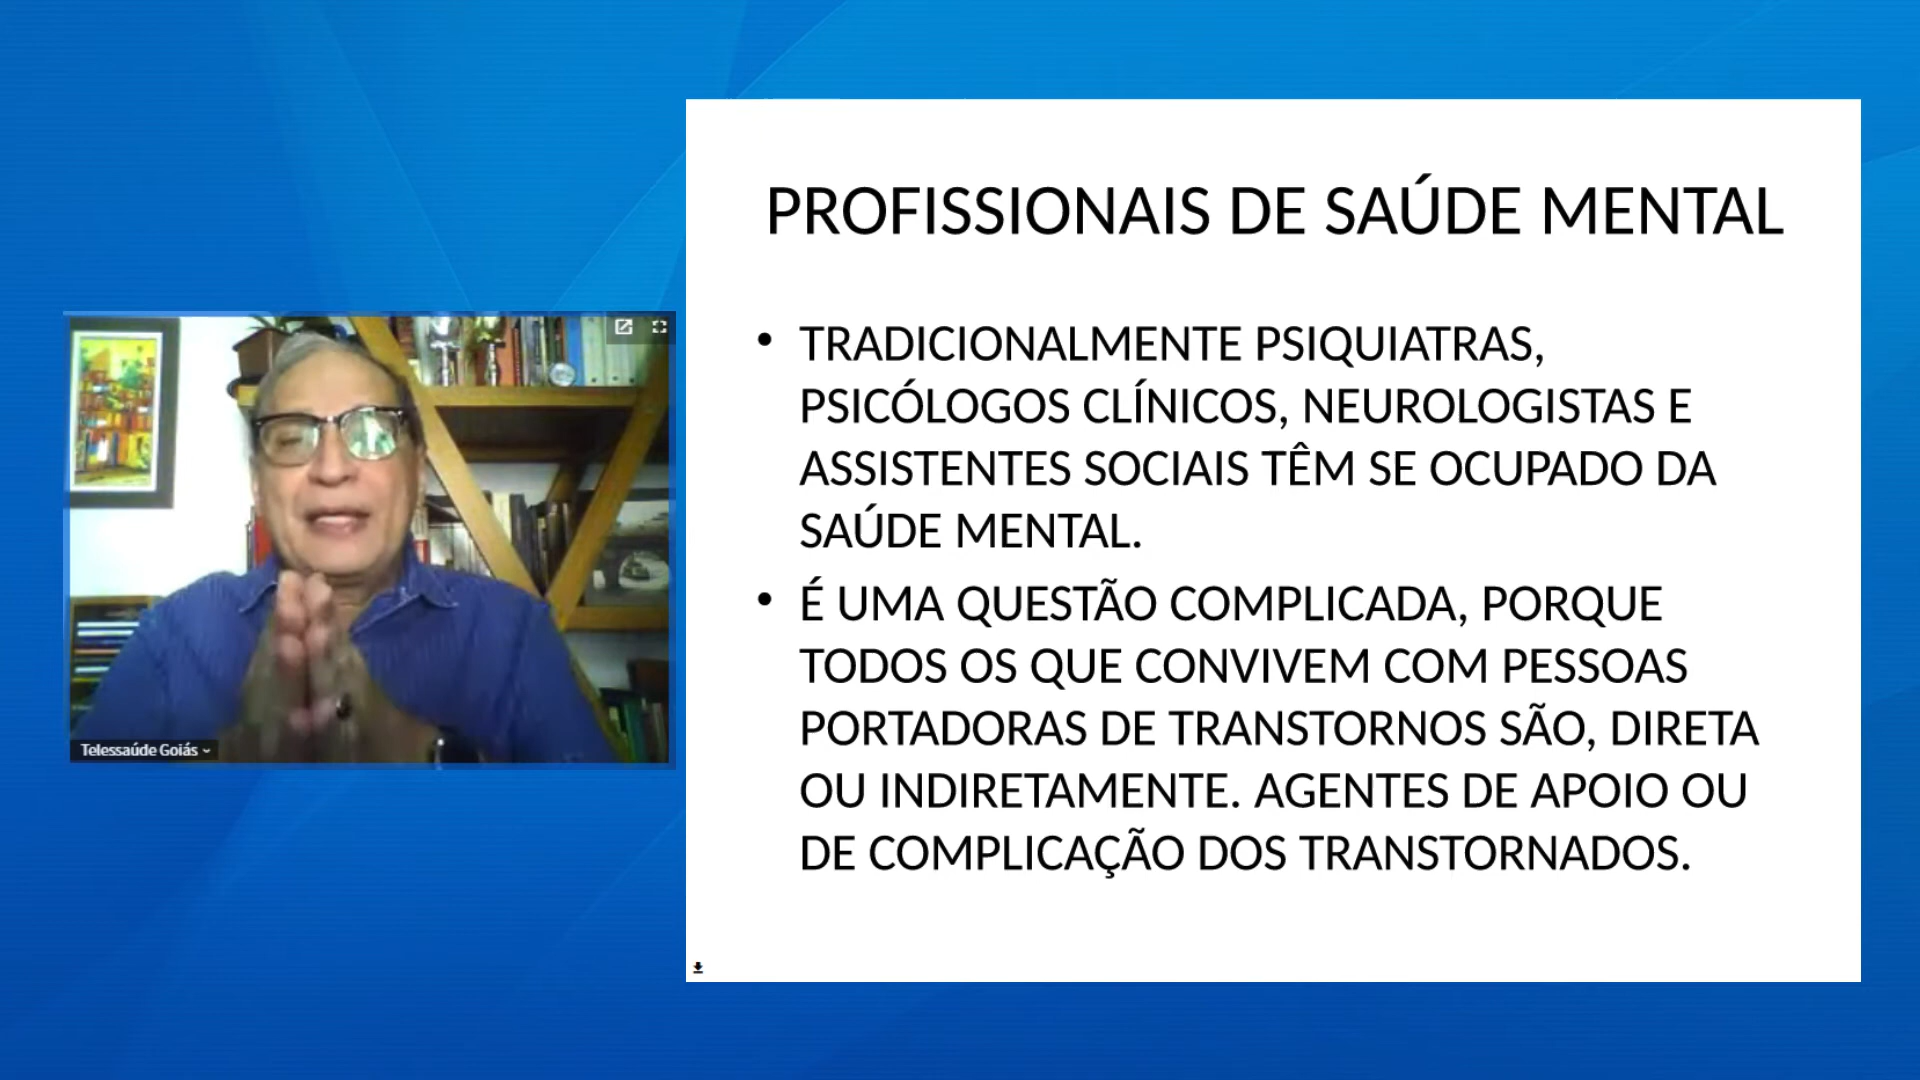 PROFISSIONAIS DE SAÚDE MENTAL
• TRADICIONALMENTE PSIQUIATRAS,
PSICÓLOGOS CLÍNICOS, NEUROLOGISTAS E
ASSISTENTES SOCIAIS TÊM SE OCUPADO DA
SAÚDE MENTAL.
• É UMA QUESTÃO COMPLICADA, PORQUE
TODOS OS QUE CONVIVEM COM PESSOAS
PORTADORAS DE TRANSTORNOS SÃO, DIRETA
OU INDIRETAMENTE. AGENTES DE APOIO OU
DE COMPLICAÇÃO DOS TRANSTORNADOS.
Telessaúde Goiás